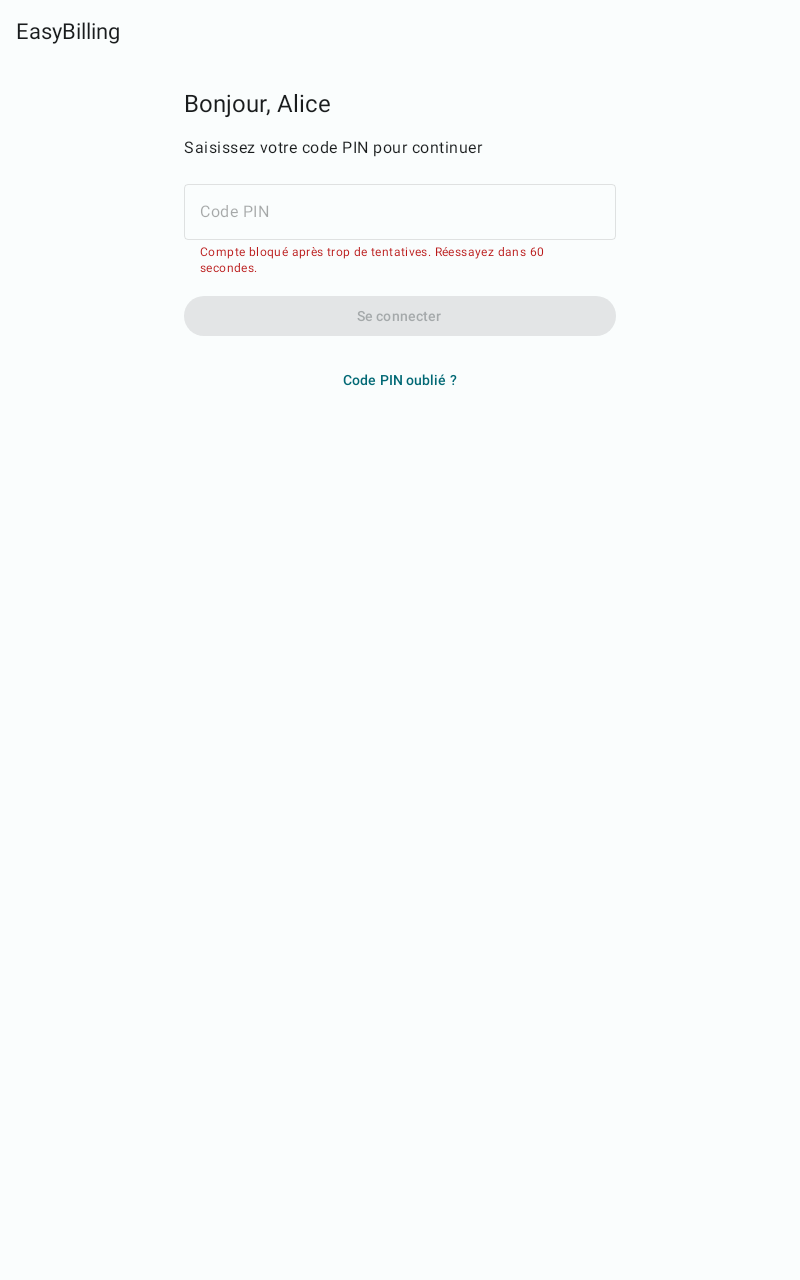 EasyBilling
Bonjour, Alice
Saisissez votre code PIN pour continuer
Code PIN
Compte bloqué après trop de tentatives. Réessayez dans 60
secondes.
Se connecter
Code PIN oublié ?